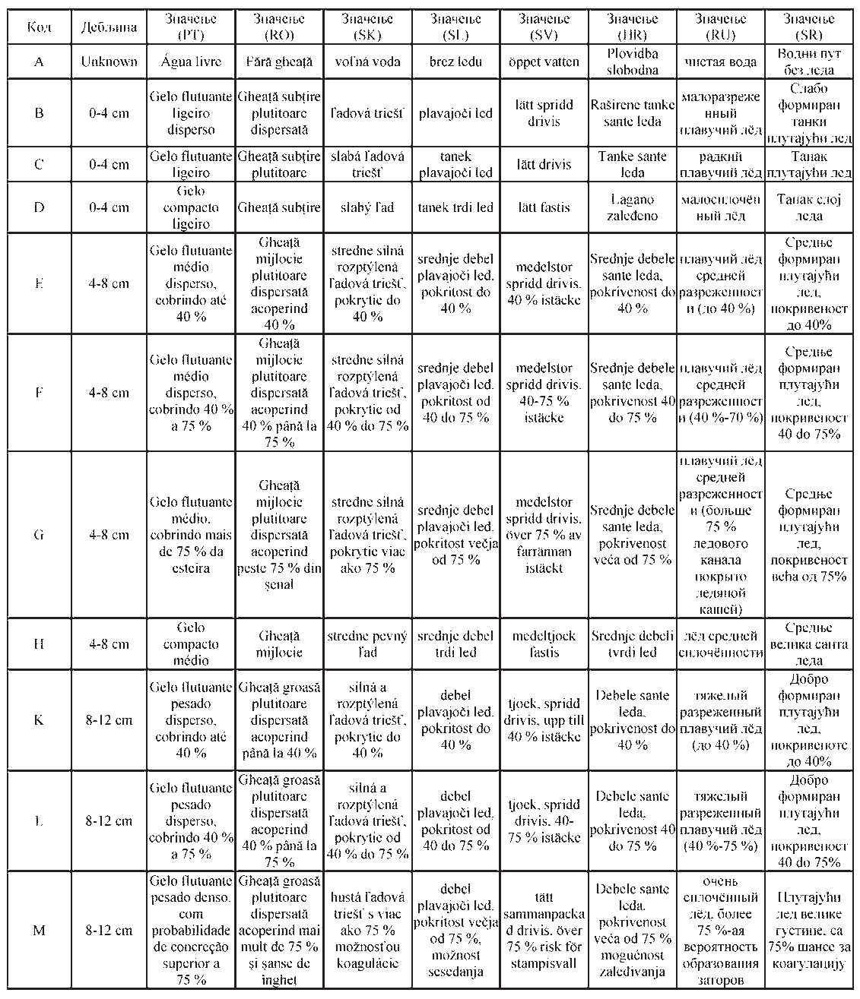 Код
Дебљина
Значење
(PT)
Значење
(RO)
Значење
(SK)
Значење
(SL)
Значење
(SV)
Значење
(HR)
Значење
(RU)
Значење
(SR)
A
Unknown
Água livre
Fără gheață
voľná voda
brez ledu
öppet vatten
Plovidba
slobodna
чистая вода
Водни пут
без леда
B
0-4 cm
Gelo flutuante
ligeiro
disperso
Gheață subțire
plutitoare
dispersată
ľadová triešť
plavajoči led
lätt spridd
drivis
Raširene tanke
sante leda
малоразреже
нный
плавучий лёд
Слабо
формиран
танки
плутајући лед
C
0-4 cm
Gelo flutuante
ligeiro
Gheață subțire
plutitoare
slabá ľadová
triešť
tanek
plavajoči led
lätt drivis
Tanke sante
leda
радкий
плавучий лёд
Танак
плутајући лед
D
0-4 cm
Gelo
compacto
ligeiro
Gheață subțire
slabý ľad
tanek trdi led
lätt fastis
Lagano
zaleđeno
малосплочён
ный лёд
Танак слој
леда
E
4-8 cm
Gelo flutuante
médio
disperso,
cobrindo até
40 %
Gheață
mijlocie
plutitoare
dispersată
acoperind
40 %
stredne silná
rozptýlená
ľadová triešť,
pokrytie do
40 %
srednje debel
plavajoči led,
pokritost do
40 %
medelstor
spridd drivis,
40 % istäcke
Srednje debele
sante leda,
pokrivenost do
40 %
плавучий лёд
средней
разреженност
и (до 40 %)
Средње
формиран
плутајући
лед,
покривеност
до 40%
F
4-8 cm
Gelo flutuante
médio
disperso,
cobrindo 40 %
a 75 %
Gheață
mijlocie
plutitoare
dispersată
acoperind
40 % până la
75 %
stredne silná
rozptýlená
ľadová triešť,
pokrytie od
40 % do 75 %
srednje debel
plavajoči led,
pokritost od
40 do 75 %
medelstor
spridd drivis,
40-75 %
istäcke
Srednje debele
sante leda,
pokrivenost 40
do 75 %
плавучий лёд
средней
разреженност
и (40 %-70 %)
Средње
формиран
плутајући
лед,
покривеност
40 do 75%
G
4-8 cm
Gelo flutuante
médio,
cobrindo mais
de 75 % da
esteira
Gheață
mijlocie
plutitoare
dispersată
acoperind
peste 75 % din
șenal
stredne silná
rozptýlená
ľadová triešť,
pokrytie viac
ako 75 %
srednje debel
plavajoči led,
pokritost večja
od 75 %
medelstor
spridd drivis,
över 75 % av
farrännan
istäckt
Srednje debele
sante leda,
pokrivenost
veća od 75 %
плавучий лёд
средней
разреженност
и (больше
75 %
ледового
канала
покрыто
ледяной
кашей)
Средње
формиран
плутајући
лед,
покривеност
већа од 75%
H
4-8 cm
Gelo
compacto
médio
Gheață
mijlocie
stredne pevný
ľad
srednje debel
trdi led
medeltjock
fastis
Srednje debeli
tvrdi led
лёд средней
сплочённости
Средње
велика санта
леда
K
8-12 cm
Gelo flutuante
pesado
disperso,
cobrindo até
40 %
Gheață groasă
plutitoare
dispersată
acoperind
până la 40 %
silná a
rozptýlená
ľadová triešť,
pokrytie do
40 %
debel
plavajoči led,
pokritost do
40 %
tjock, spridd
drivis, upp till
40 % istäcke
Debele sante
leda,
pokrivenost do
40 %
тяжелый
разреженный
плавучий лёд
(до 40 %)
Добро
формиран
плутајући
лед,
покривенотс
до 40%
L
8-12 cm
Gelo flutuante
pesado
disperso,
cobrindo 40 %
a 75 %
Gheață groasă
plutitoare
dispersată
acoperind
40 % până la
75 %
silná a
rozptýlená
ľadová triešť,
pokrytie od
40 % do 75 %
debel
plavajoči led,
pokritost od
40 do 75 %
tjock, spridd
drivis, 40-
75 % istäcke
Debele sante
leda,
pokrivenost 40
do 75 %
тяжелый
разреженный
плавучий лёд
(40 %-75 %)
Добро
формиран
плутајући
лед,
покривеност
40 do 75%
M
8-12 cm
Gelo flutuante
pesado denso,
com
probabilidade
de concreção
superior a
75 %
Gheață groasă
plutitoare
dispersată
acoperind mai
mult de 75 %
și șanse de
îngheț
hustá ľadová
triešť s viac
ako 75 %
možnosťou
koagulácie
debel
plavajoči led,
pokritost večja
od 75 %,
možnost
sesedanja
tätt
sammanpacka
d drivis, över
75 % risk för
stampisvall
Debele sante
leda,
pokrivenost
veća od 75 %
mogućnost
zaleđivanja
очень
сплочённый
лёд, более
75 %-ая
вероятность
образования
заторов
Плутајући
лед велике
густине, са
75% шансе за
коагулацију